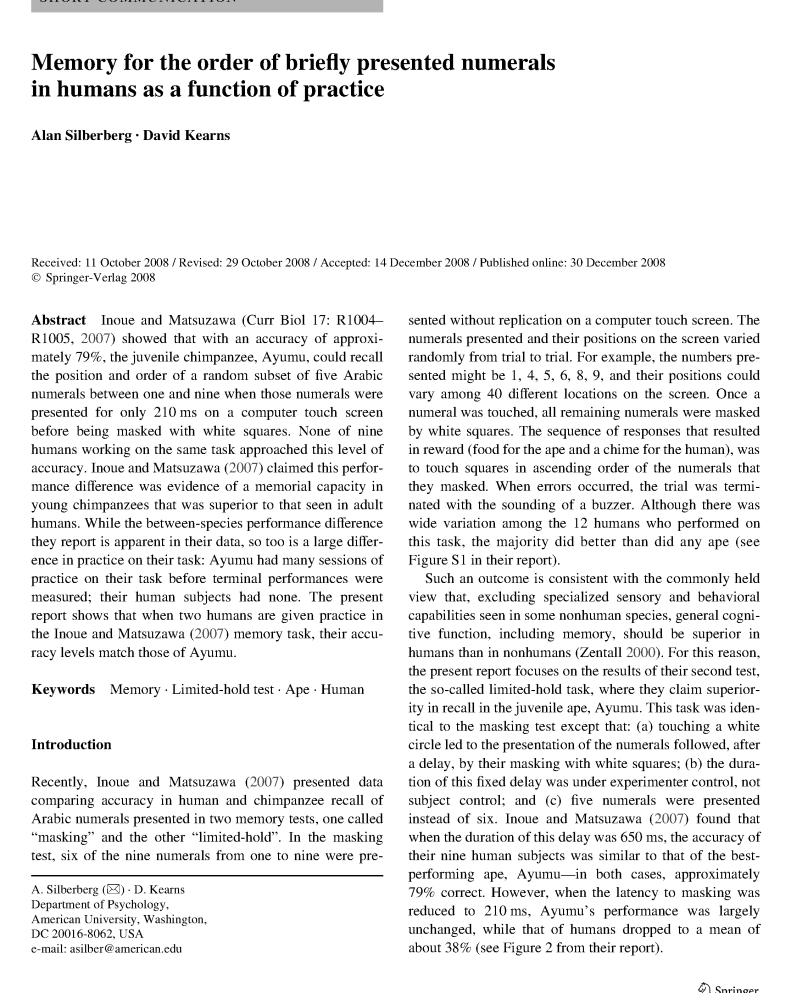 SHORT COMMUNICATION
Memory for the order of briefly presented numerals
in humans as a function of practice
Alan Silberberg · David Kearns
Received: 11 October 2008 / Revised: 29 October 2008 / Accepted: 14 December 2008 / Published online: 30 December 2008
© Springer-Verlag 2008
Abstract Inoue and Matsuzawa (Curr Biol 17: R1004–
R1005, 2007) showed that with an accuracy of approxi-
mately 79%, the juvenile chimpanzee, Ayumu, could recall
the position and order of a random subset of five Arabic
numerals between one and nine when those numerals were
presented for only 210 ms on a computer touch screen
before being masked with white squares. None of nine
humans working on the same task approached this level of
accuracy. Inoue and Matsuzawa (2007) claimed this perfor-
mance difference was evidence of a memorial capacity in
young chimpanzees that was superior to that seen in adult
humans. While the between-species performance difference
they report is apparent in their data, so too is a large differ-
ence in practice on their task: Ayumu had many sessions of
practice on their task before terminal performances were
measured; their human subjects had none. The present
report shows that when two humans are given practice in
the Inoue and Matsuzawa (2007) memory task, their accu-
racy levels match those of Ayumu.
Keywords Memory · Limited-hold test · Ape · Human
Introduction
Recently, Inoue and Matsuzawa (2007) presented data
comparing accuracy in human and chimpanzee recall of
Arabic numerals presented in two memory tests, one called
“masking” and the other “limited-hold”. In the masking
test, six of the nine numerals from one to nine were pre-
A. Silberberg (✉) · D. Kearns
Department of Psychology,
American University, Washington,
DC 20016-8062, USA
e-mail: asilber@american.edu
sented without replication on a computer touch screen. The
numerals presented and their positions on the screen varied
randomly from trial to trial. For example, the numbers pre-
sented might be 1, 4, 5, 6, 8, 9, and their positions could
vary among 40 different locations on the screen. Once a
numeral was touched, all remaining numerals were masked
by white squares. The sequence of responses that resulted
in reward (food for the ape and a chime for the human), was
to touch squares in ascending order of the numerals that
they masked. When errors occurred, the trial was termi-
nated with the sounding of a buzzer. Although there was
wide variation among the 12 humans who performed on
this task, the majority did better than did any ape (see
Figure S1 in their report).
Such an outcome is consistent with the commonly held
view that, excluding specialized sensory and behavioral
capabilities seen in some nonhuman species, general cogni-
tive function, including memory, should be superior in
humans than in nonhumans (Zentall 2000). For this reason,
the present report focuses on the results of their second test,
the so-called limited-hold task, where they claim superior-
ity in recall in the juvenile ape, Ayumu. This task was iden-
tical to the masking test except that: (a) touching a white
circle led to the presentation of the numerals followed, after
a delay, by their masking with white squares; (b) the dura-
tion of this fixed delay was under experimenter control, not
subject control; and (c) five numerals were presented
instead of six. Inoue and Matsuzawa (2007) found that
when the duration of this delay was 650 ms, the accuracy of
their nine human subjects was similar to that of the best-
performing ape, Ayumu—in both cases, approximately
79% correct. However, when the latency to masking was
reduced to 210 ms, Ayumu’s performance was largely
unchanged, while that of humans dropped to a mean of
about 38% (see Figure 2 from their report).
Springer